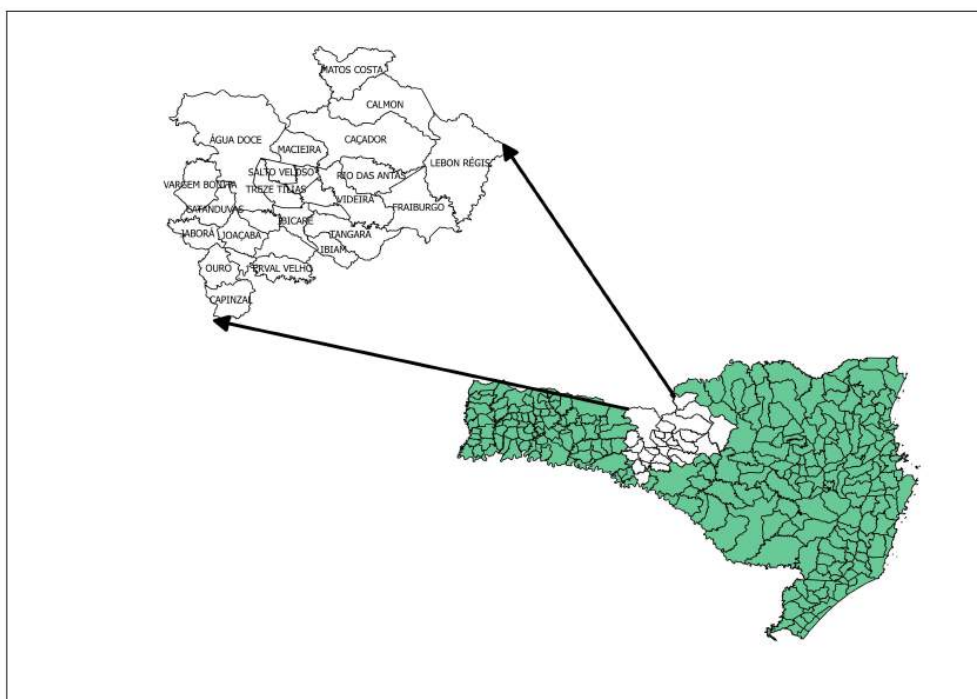 MATOS COSTA
CALMON
ÁGUA DOCE
CAÇADOR
MACIEIRA
LEBON RÉGIS
SALTO VELOSO
RIO DAS ANTAS
VARGEM BONITA
TREZE TÍLIAS
VIDEIRA
CATANDUVAS
FRAIBURGO
IBICARÉ
JABORÁ
JOAÇABA
TANGARÁ
IBIAM
OURO
ERVAL VELHO
CAPINZAL